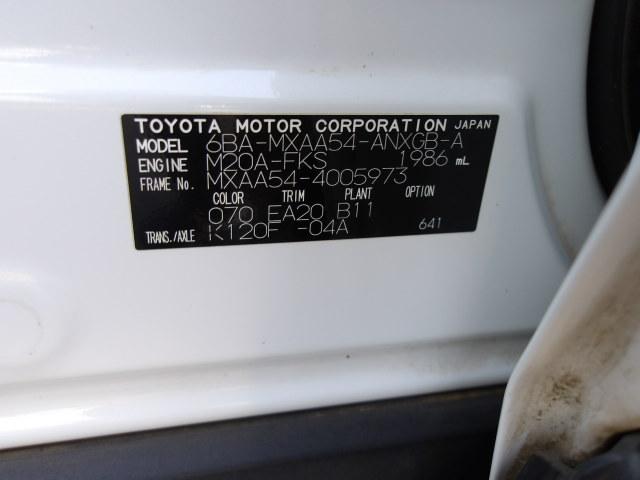 TOYOTA MOTOR CORPORATION JAPAN
MODEL 6BA-MXAA54-ANXGB-A
ENGINE M20A-FKS 1986 mL
FRAME No. MXAA54-4005973
COLOR TRIM PLANT OPTION
070 EA20 B11
TRANS./AXLE K120F -04A 641